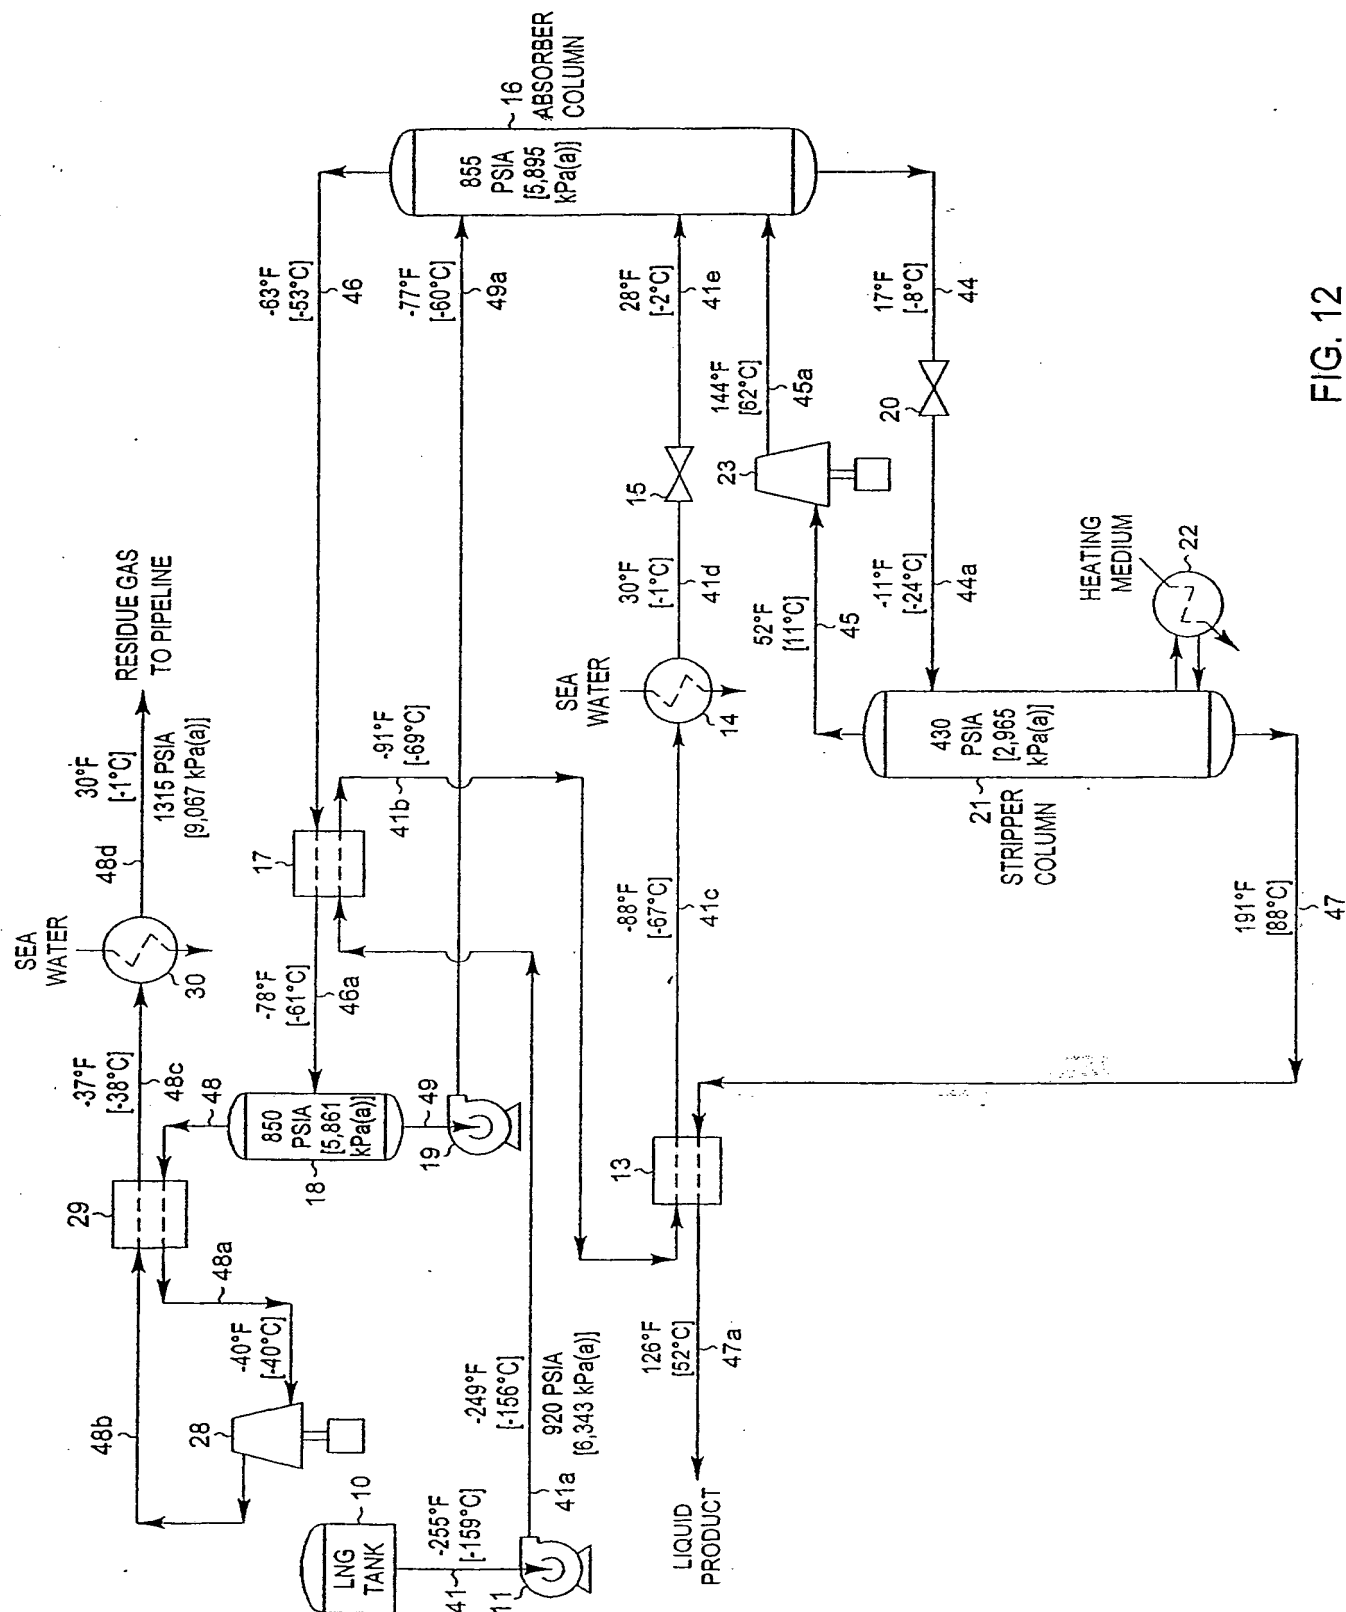 SEA
WATER
30
-37°F
[-38°C]
48c
48d
30°F
[-1°C]
1315 PSIA
[9,067 kPa(a)]
RESIDUE GAS
TO PIPELINE
29
48
48a
-40°F
[-40°C]
48b
28
850
PSIA
[5,861
kPa(a)]
18
-78°F
[-61°C]
46a
17
-63°F
[-53°C]
46
16
ABSORBER
COLUMN
855
PSIA
[5,895
kPa(a)]
-77°F
[-60°C]
49a
49
19
-91°F
[-69°C]
41b
LNG
TANK
10
-255°F
[-159°C]
41
11
-249°F
[-156°C]
920 PSIA
[6,343 kPa(a)]
41a
13
-88°F
[-67°C]
41c
SEA
WATER
14
30°F
[-1°C]
41d
15
28°F
[-2°C]
41e
144°F
[62°C]
45a
23
52°F
[11°C]
45
17°F
[-8°C]
44
20
-11°F
[-24°C]
44a
430
PSIA
[2,965
kPa(a)]
21
STRIPPER
COLUMN
HEATING
MEDIUM
22
191°F
[88°C]
47
126°F
[52°C]
47a
LIQUID
PRODUCT
FIG. 12